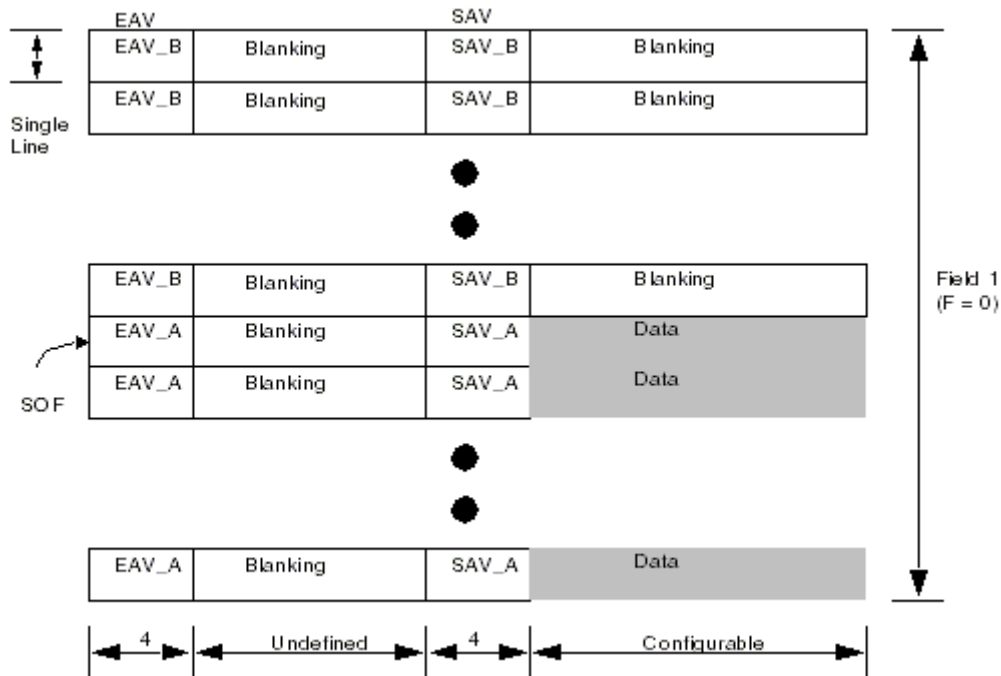 EAV SAV
EAV_B Blanking SAV_B Blanking
EAV_B Blanking SAV_B Blanking
Single
Line
EAV_B Blanking SAV_B Blanking
Field 1
(F = 0)
EAV_A Blanking SAV_A Data
EAV_A Blanking SAV_A Data
SOF
EAV_A Blanking SAV_A Data
4 Undefined 4 Configurable